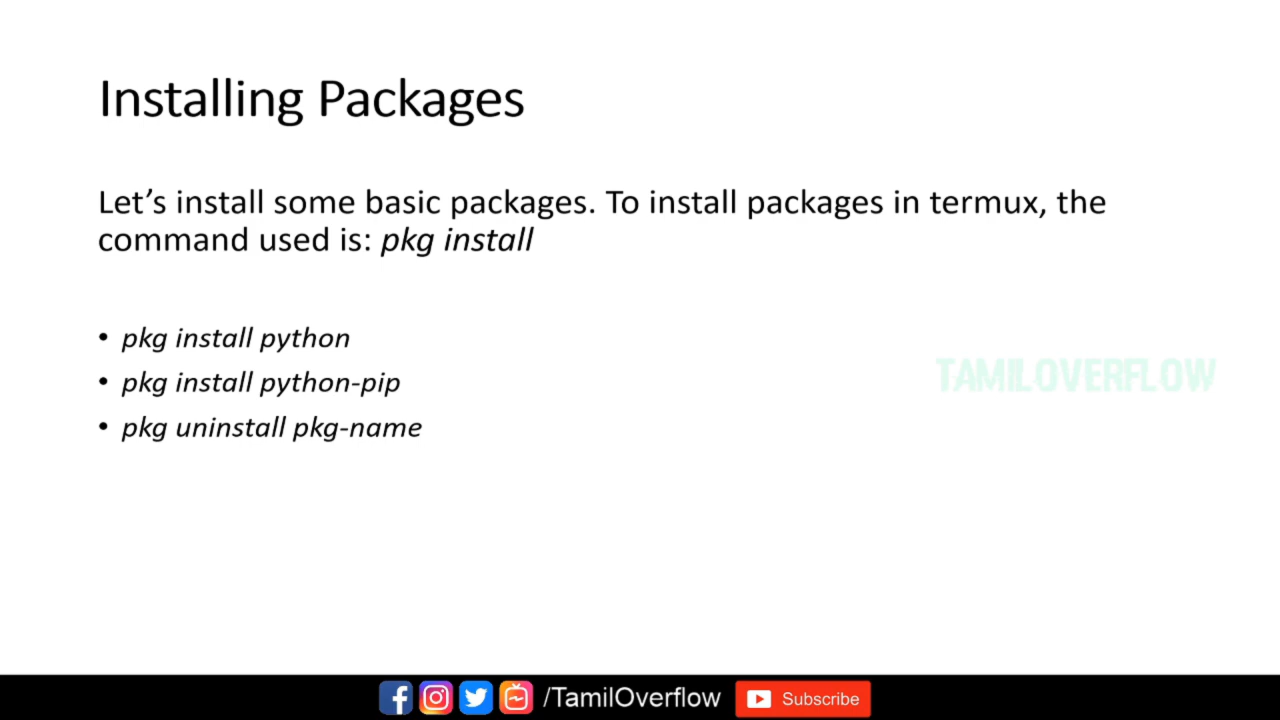 Installing Packages
Let’s install some basic packages. To install packages in termux, the
command used is: pkg install
• pkg install python
• pkg install python-pip
• pkg uninstall pkg-name
TAMILOVERFLOW
/TamilOverflow Subscribe